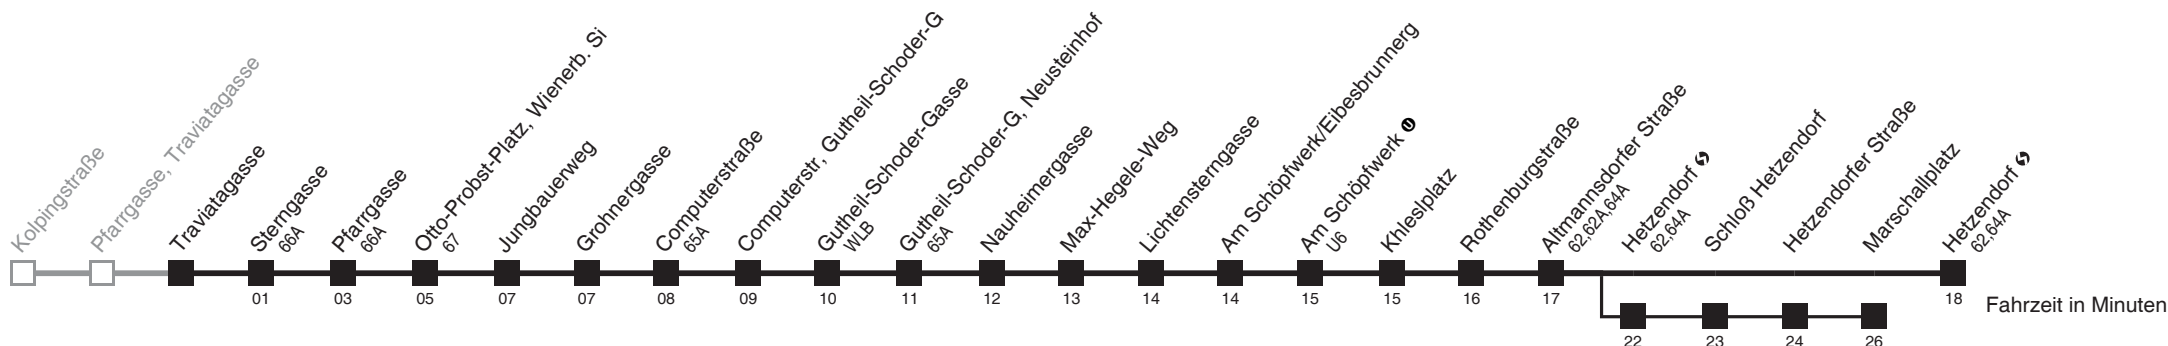 Kolpingstraße
Pfarrgasse, Traviatagasse
Traviatagasse
Sterngasse
66A
01
Pfarrgasse
66A
03
Otto-Probst-Platz, Wienerb. Si
67
05
Jungbauerweg
07
Grohnergasse
07
Computerstraße
65A
08
Computerstr, Gutheil-Schoder-G
09
Gutheil-Schoder-Gasse
WLB
10
Gutheil-Schoder-G, Neusteinhof
65A
11
Nauheimergasse
12
Max-Hegele-Weg
13
Lichtensterngasse
14
Am Schöpfwerk/Eibesbrunnerg
14
Am Schöpfwerk U
U6
15
Khleslplatz
15
Rothenburgstraße
16
Altmannsdorfer Straße
62,62A,64A
17
Hetzendorf S
62,64A
22
Schloß Hetzendorf
23
Hetzendorfer Straße
24
Marschallplatz
26
Hetzendorf S
62,64A
18
Fahrzeit in Minuten